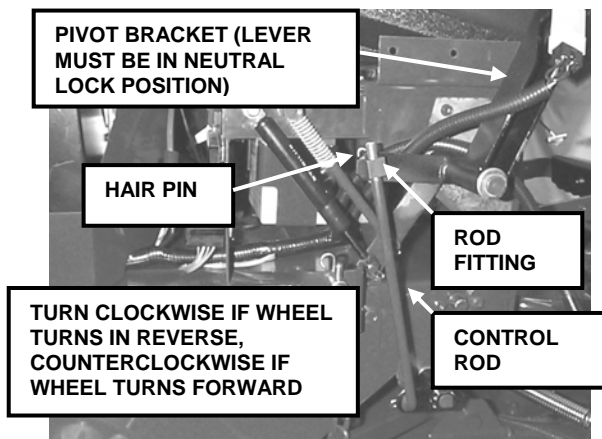 PIVOT BRACKET (LEVER
MUST BE IN NEUTRAL
LOCK POSITION)
HAIR PIN
ROD
FITTING
TURN CLOCKWISE IF WHEEL
TURNS IN REVERSE,
COUNTERCLOCKWISE IF
WHEEL TURNS FORWARD
CONTROL
ROD